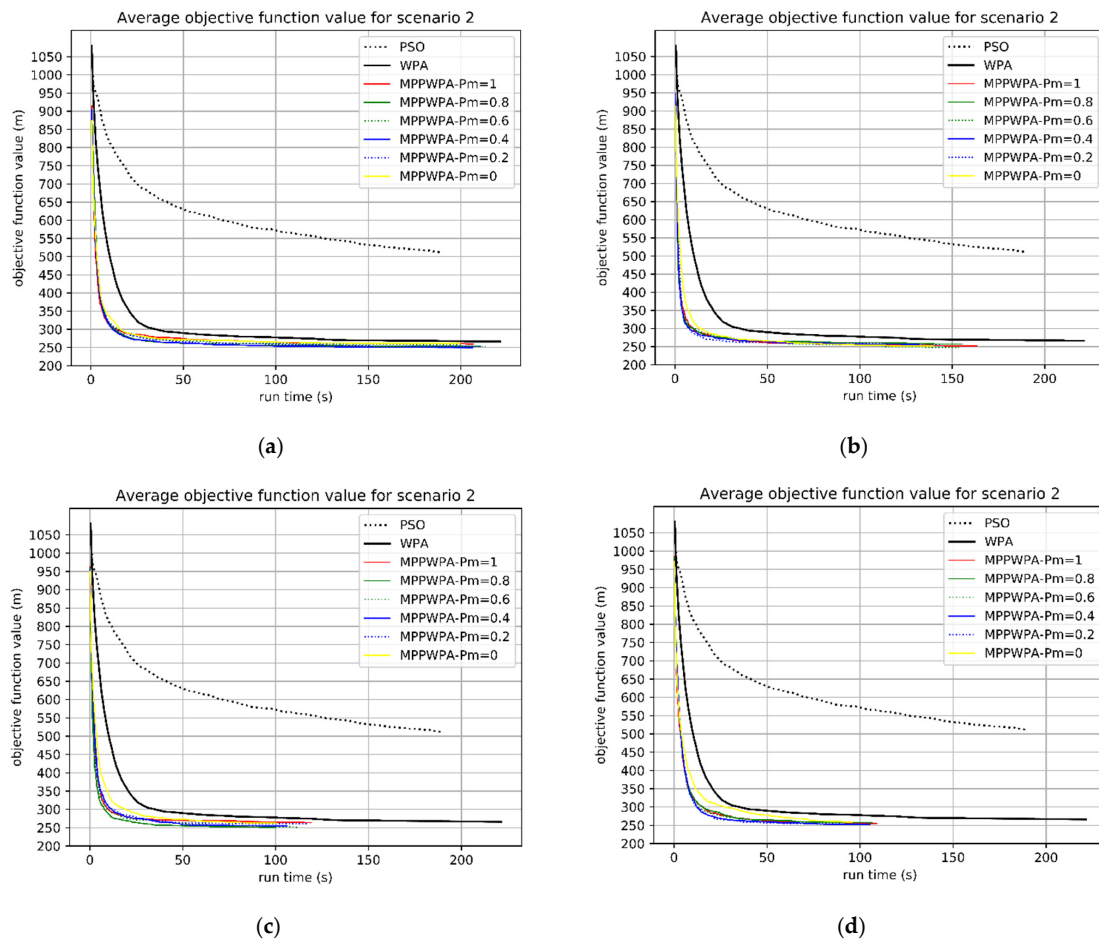 Average objective function value for scenario 2
objective function value (m)
1050
1000
950
900
850
800
750
700
650
600
550
500
450
400
350
300
250
200
0
50
100
150
200
run time (s)
PSO
WPA
MPPWPA-Pm=1
MPPWPA-Pm=0.8
MPPWPA-Pm=0.6
MPPWPA-Pm=0.4
MPPWPA-Pm=0.2
MPPWPA-Pm=0
(a)
Average objective function value for scenario 2
objective function value (m)
1050
1000
950
900
850
800
750
700
650
600
550
500
450
400
350
300
250
200
0
50
100
150
200
run time (s)
PSO
WPA
MPPWPA-Pm=1
MPPWPA-Pm=0.8
MPPWPA-Pm=0.6
MPPWPA-Pm=0.4
MPPWPA-Pm=0.2
MPPWPA-Pm=0
(b)
Average objective function value for scenario 2
objective function value (m)
1050
1000
950
900
850
800
750
700
650
600
550
500
450
400
350
300
250
200
0
50
100
150
200
run time (s)
PSO
WPA
MPPWPA-Pm=1
MPPWPA-Pm=0.8
MPPWPA-Pm=0.6
MPPWPA-Pm=0.4
MPPWPA-Pm=0.2
MPPWPA-Pm=0
(c)
Average objective function value for scenario 2
objective function value (m)
1050
1000
950
900
850
800
750
700
650
600
550
500
450
400
350
300
250
200
0
50
100
150
200
run time (s)
PSO
WPA
MPPWPA-Pm=1
MPPWPA-Pm=0.8
MPPWPA-Pm=0.6
MPPWPA-Pm=0.4
MPPWPA-Pm=0.2
MPPWPA-Pm=0
(d)